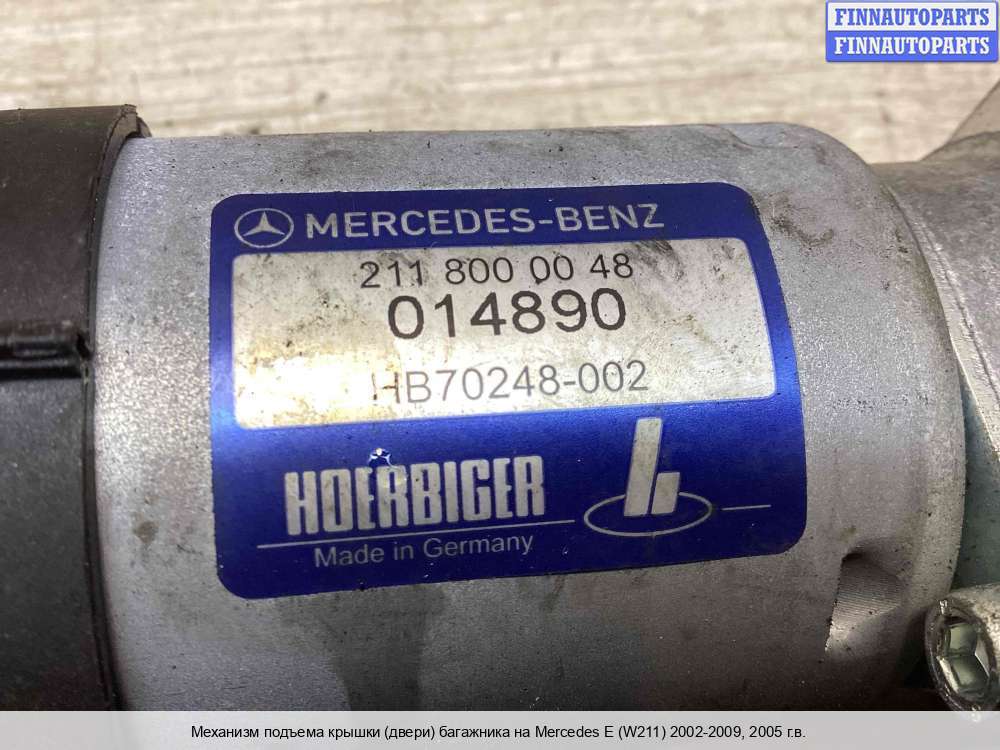 FINNAUTOPARTS
FINNAUTOPARTS
MERCEDES-BENZ
211 800 00 48
014890
HB70248-002
HOERBIGER
Made in Germany
Механизм подъема крышки (двери) багажника на Mercedes E (W211) 2002-2009, 2005 г.в.